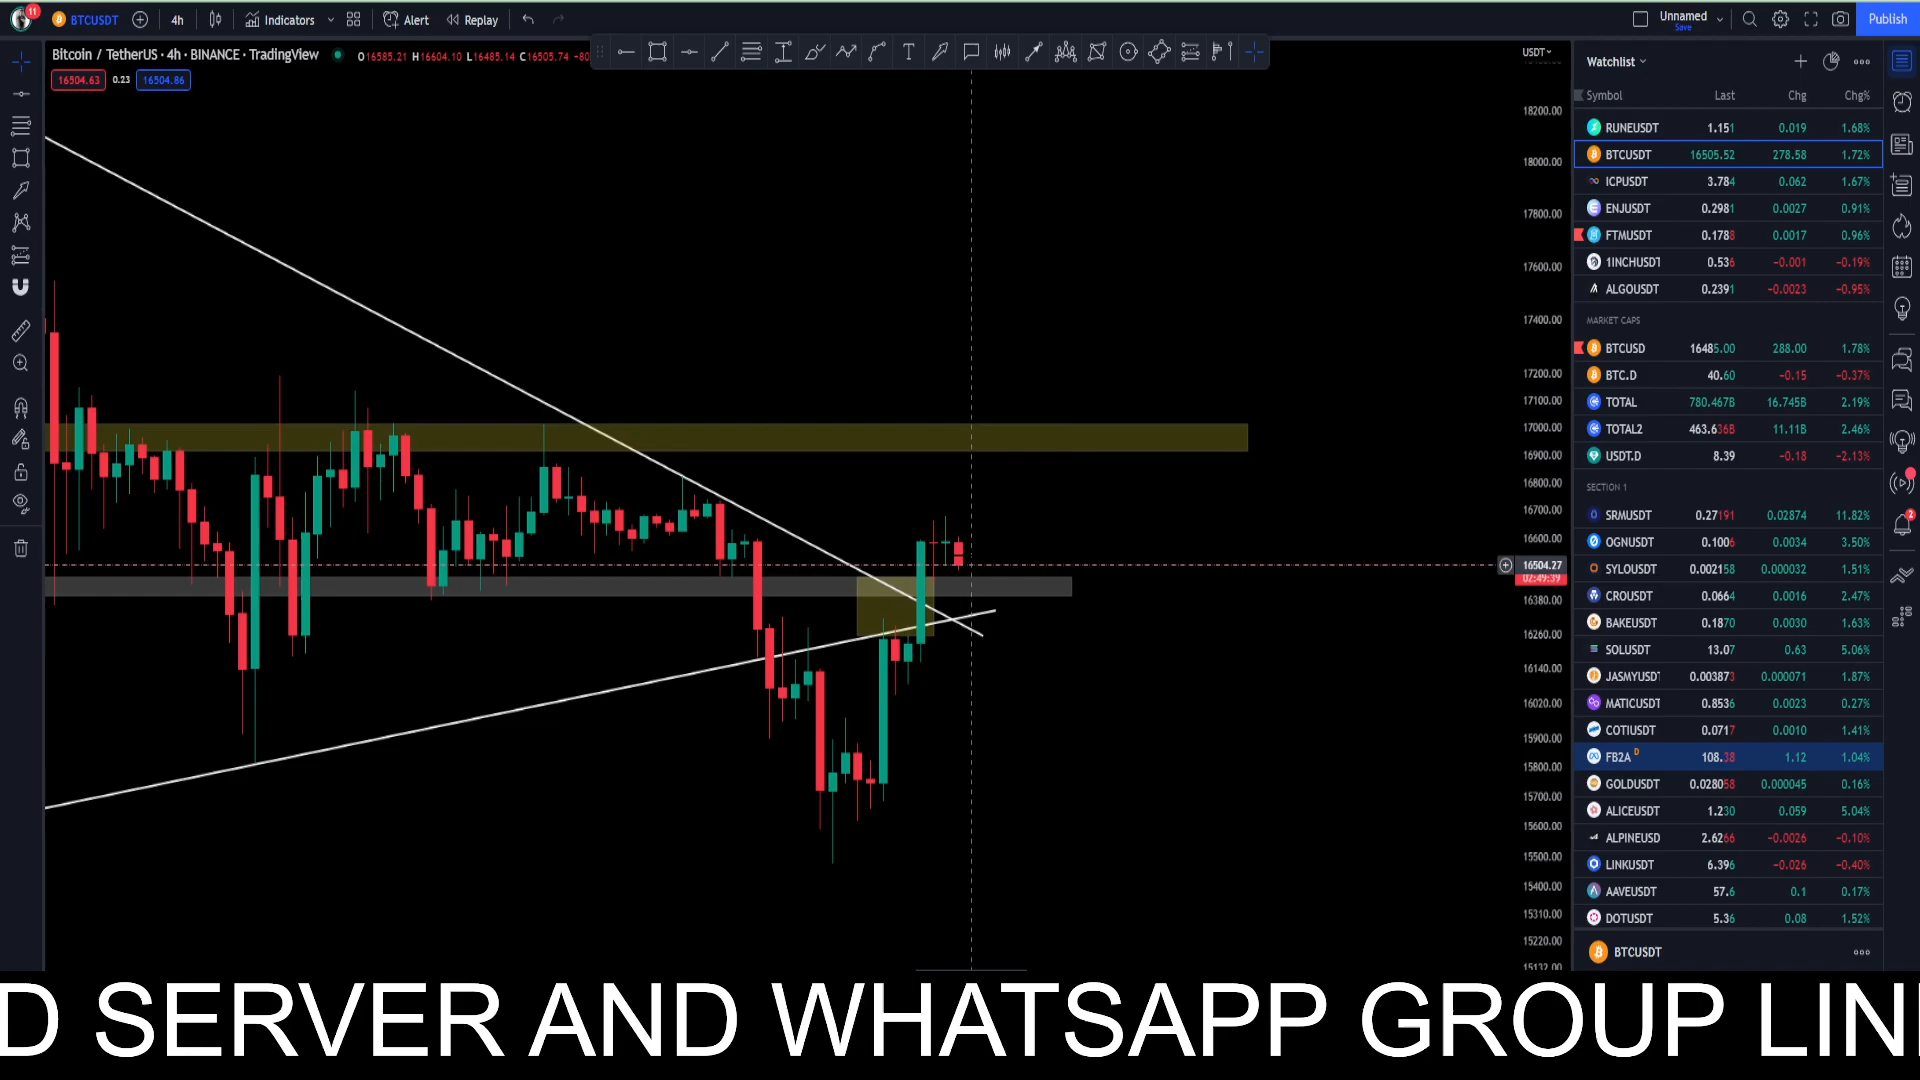 11 BTCUSDT 4h Indicators Alert Replay Unnamed Save Publish
Bitcoin / TetherUS · 4h · BINANCE · TradingView O16585.21 H16604.10 L16485.14 C16505.74 −80
16504.63 0.23 16504.86
USDT
18200.00
18000.00
17800.00
17600.00
17400.00
17200.00
17100.00
17000.00
16900.00
16800.00
16700.00
16600.00
16504.27
02:49:39
16380.00
16260.00
16140.00
16020.00
15900.00
15800.00
15700.00
15600.00
15500.00
15400.00
15310.00
15220.00
15132.00
Watchlist
Symbol Last Chg Chg%
RUNEUSDT 1.151 0.019 1.68%
BTCUSDT 16505.52 278.58 1.72%
ICPUSDT 3.784 0.062 1.67%
ENJUSDT 0.2981 0.0027 0.91%
FTMUSDT 0.1788 0.0017 0.96%
1INCHUSDT 0.536 −0.001 −0.19%
ALGOUSDT 0.2391 −0.0023 −0.95%
MARKET CAPS
BTCUSD 16485.00 288.00 1.78%
BTC.D 40.60 −0.15 −0.37%
TOTAL 780.467B 16.745B 2.19%
TOTAL2 463.636B 11.11B 2.46%
USDT.D 8.39 −0.18 −2.13%
SECTION 1
SRMUSDT 0.27191 0.02874 11.82%
OGNUSDT 0.1006 0.0034 3.50%
SYLOUSDT 0.002158 0.000032 1.51%
CROUSDT 0.0664 0.0016 2.47%
BAKEUSDT 0.1870 0.0030 1.63%
SOLUSDT 13.07 0.63 5.06%
JASMYUSDT 0.003873 0.000071 1.87%
MATICUSDT 0.8536 0.0023 0.27%
COTIUSDT 0.0717 0.0010 1.41%
FB2A D 108.38 1.12 1.04%
GOLDUSDT 0.028058 0.000045 0.16%
ALICEUSDT 1.230 0.059 5.04%
ALPINEUSD 2.6266 −0.0026 −0.10%
LINKUSDT 6.396 −0.026 −0.40%
AAVEUSDT 57.6 0.1 0.17%
DOTUSDT 5.36 0.08 1.52%
BTCUSDT
2
D SERVER AND WHATSAPP GROUP LIN